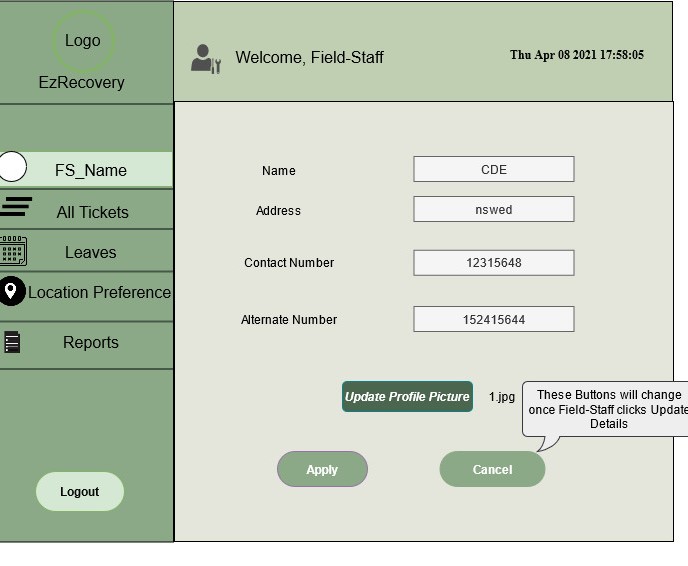 Logo
EzRecovery
Welcome, Field-Staff
Thu Apr 08 2021 17:58:05
FS_Name
All Tickets
Leaves
Location Preference
Reports
Logout
Name
CDE
Address
nswed
Contact Number
12315648
Alternate Number
152415644
Update Profile Picture
1.jpg
These Buttons will change
once Field-Staff clicks Update
Details
Apply
Cancel